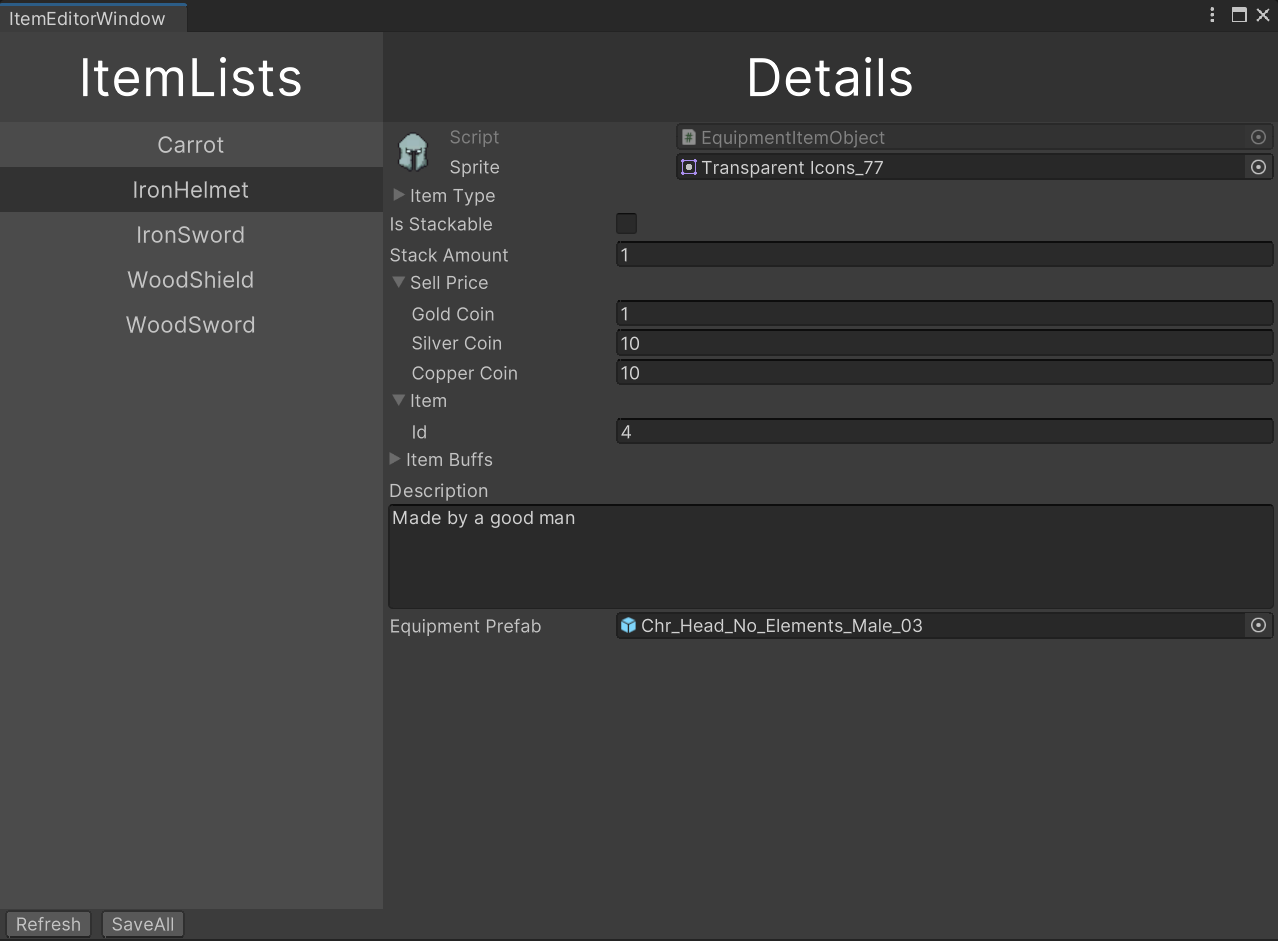 ItemEditorWindow
ItemLists
Carrot
IronHelmet
IronSword
WoodShield
WoodSword
Details
Script EquipmentItemObject
Sprite Transparent Icons_77
Item Type
Is Stackable
Stack Amount 1
Sell Price
Gold Coin 1
Silver Coin 10
Copper Coin 10
Item
Id 4
Item Buffs
Description
Made by a good man
Equipment Prefab Chr_Head_No_Elements_Male_03
Refresh SaveAll